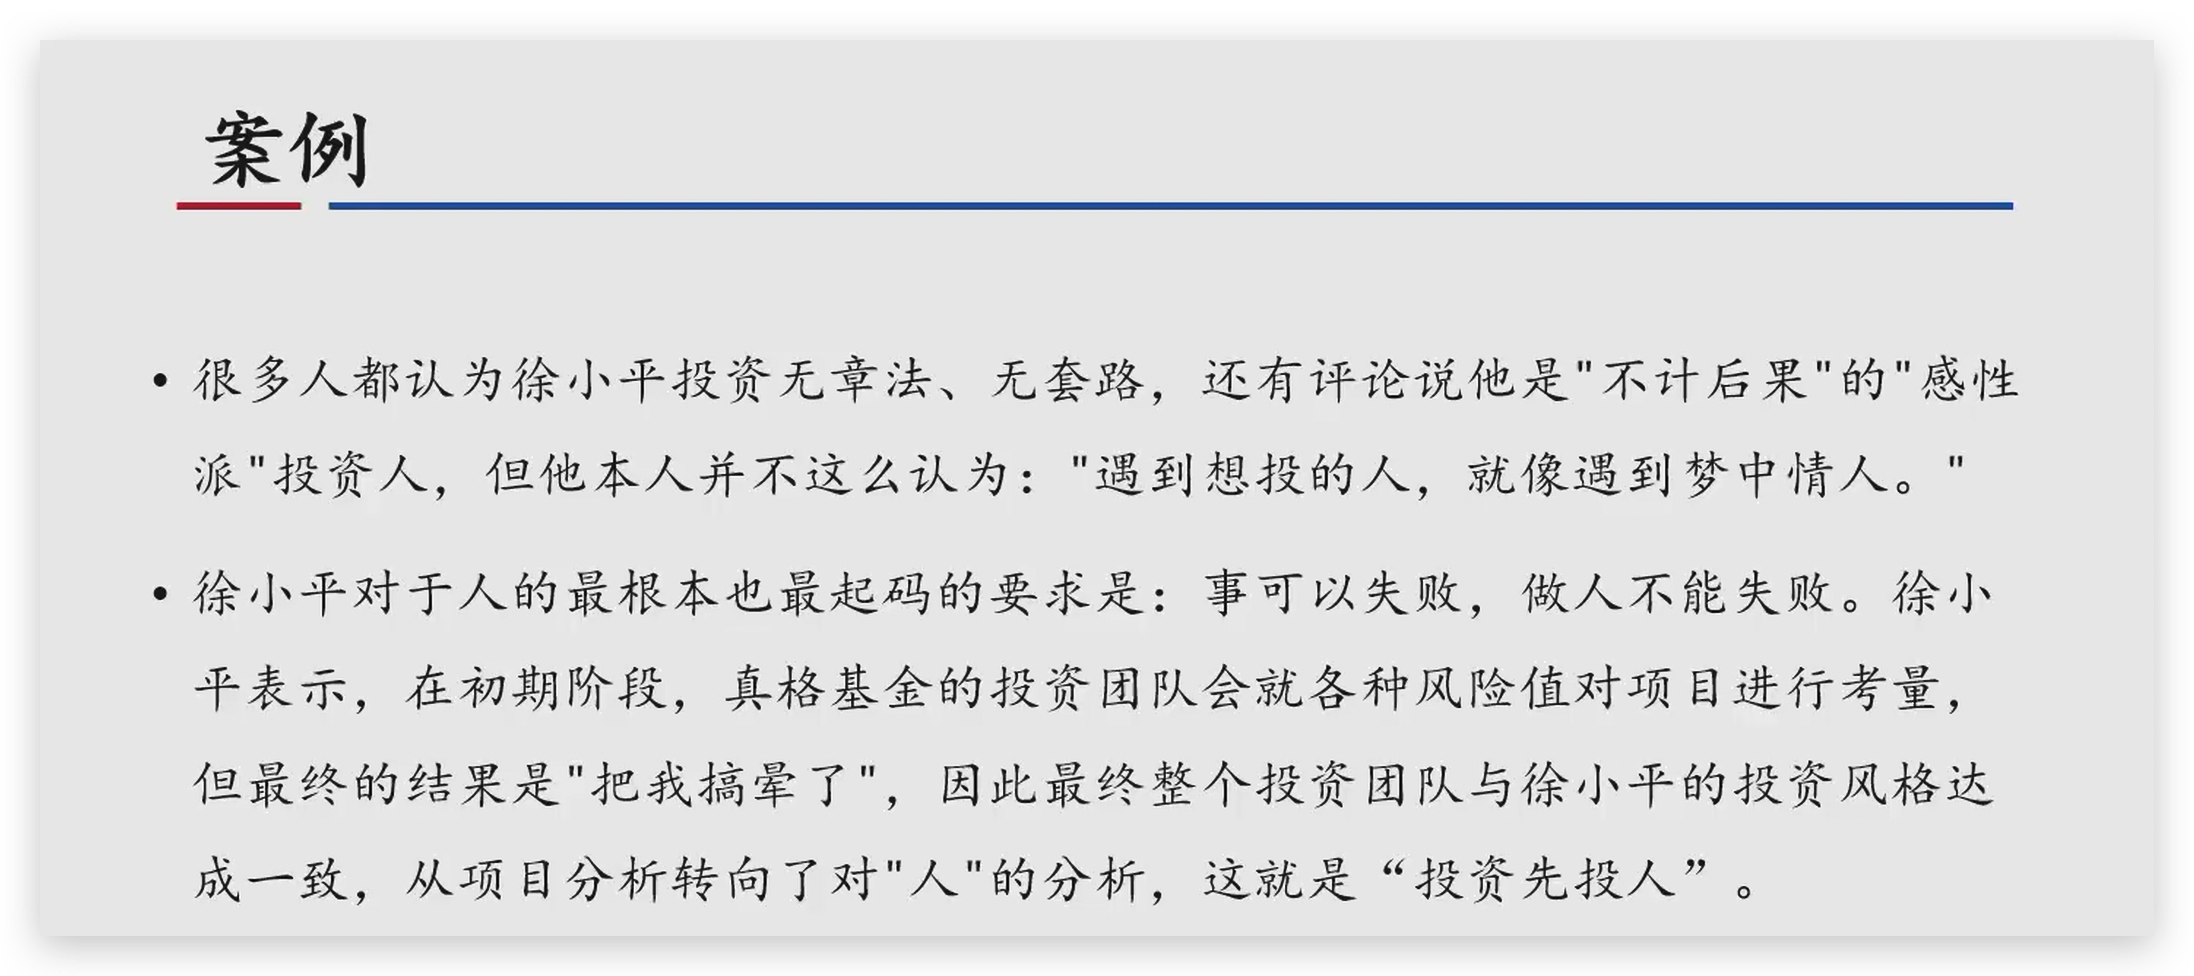 案例
• 很多人都认为徐小平投资无章法、无套路，还有评论说他是"不计后果"的"感性
派"投资人，但他本人并不这么认为："遇到想投的人，就像遇到梦中情人。"
• 徐小平对于人的最根本也最起码的要求是：事可以失败，做人不能失败。徐小
平表示，在初期阶段，真格基金的投资团队会就各种风险值对项目进行考量，
但最终的结果是"把我搞晕了"，因此最终整个投资团队与徐小平的投资风格达
成一致，从项目分析转向了对"人"的分析，这就是“投资先投人”。